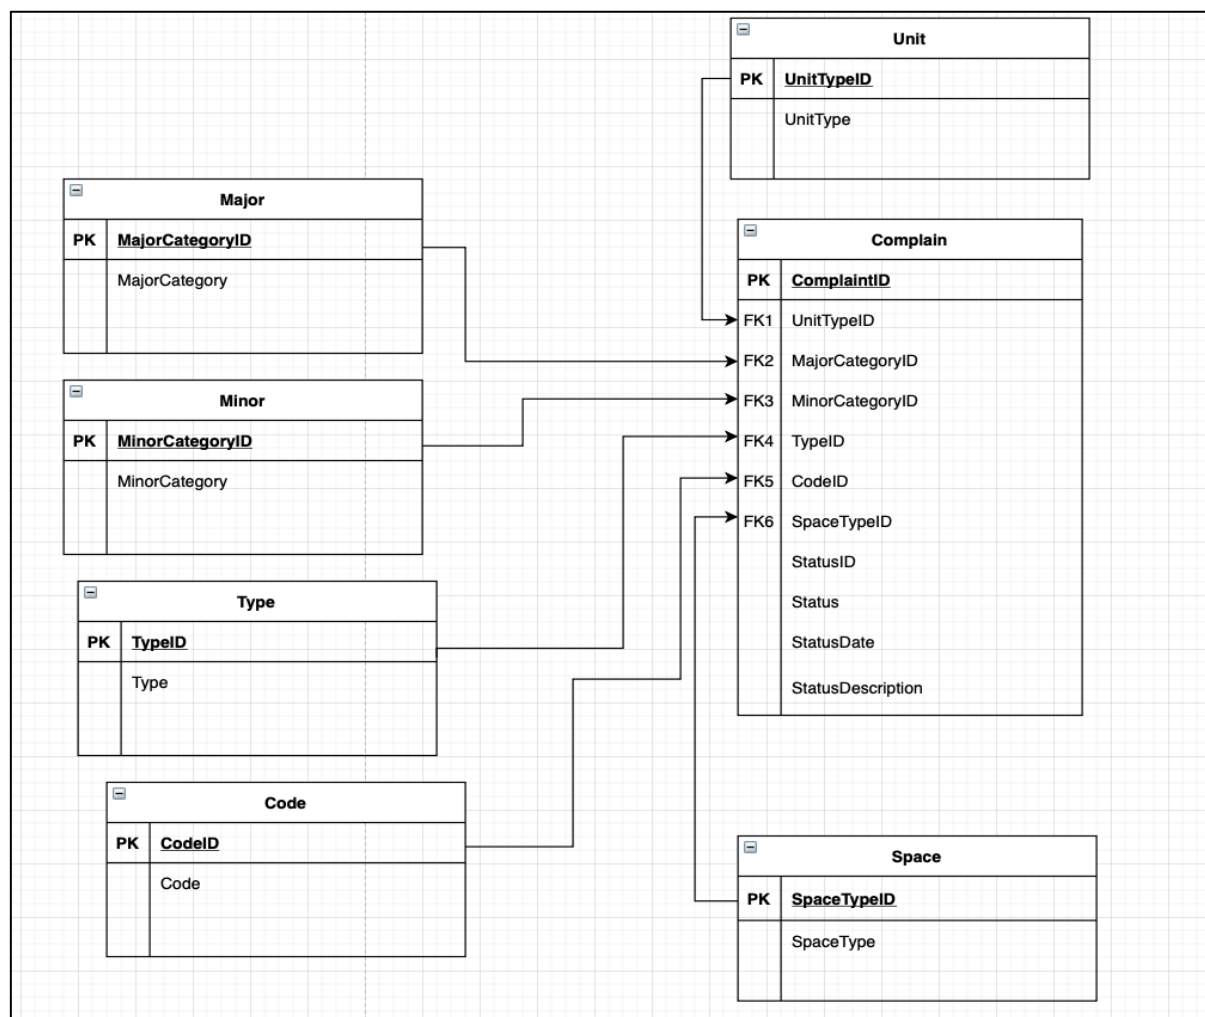 Unit
PK UnitTypeID
UnitType
Major
PK MajorCategoryID
MajorCategory
Minor
PK MinorCategoryID
MinorCategory
Type
PK TypeID
Type
Code
PK CodeID
Code
Complain
PK ComplaintID
FK1 UnitTypeID
FK2 MajorCategoryID
FK3 MinorCategoryID
FK4 TypeID
FK5 CodeID
FK6 SpaceTypeID
StatusID
Status
StatusDate
StatusDescription
Space
PK SpaceTypeID
SpaceType